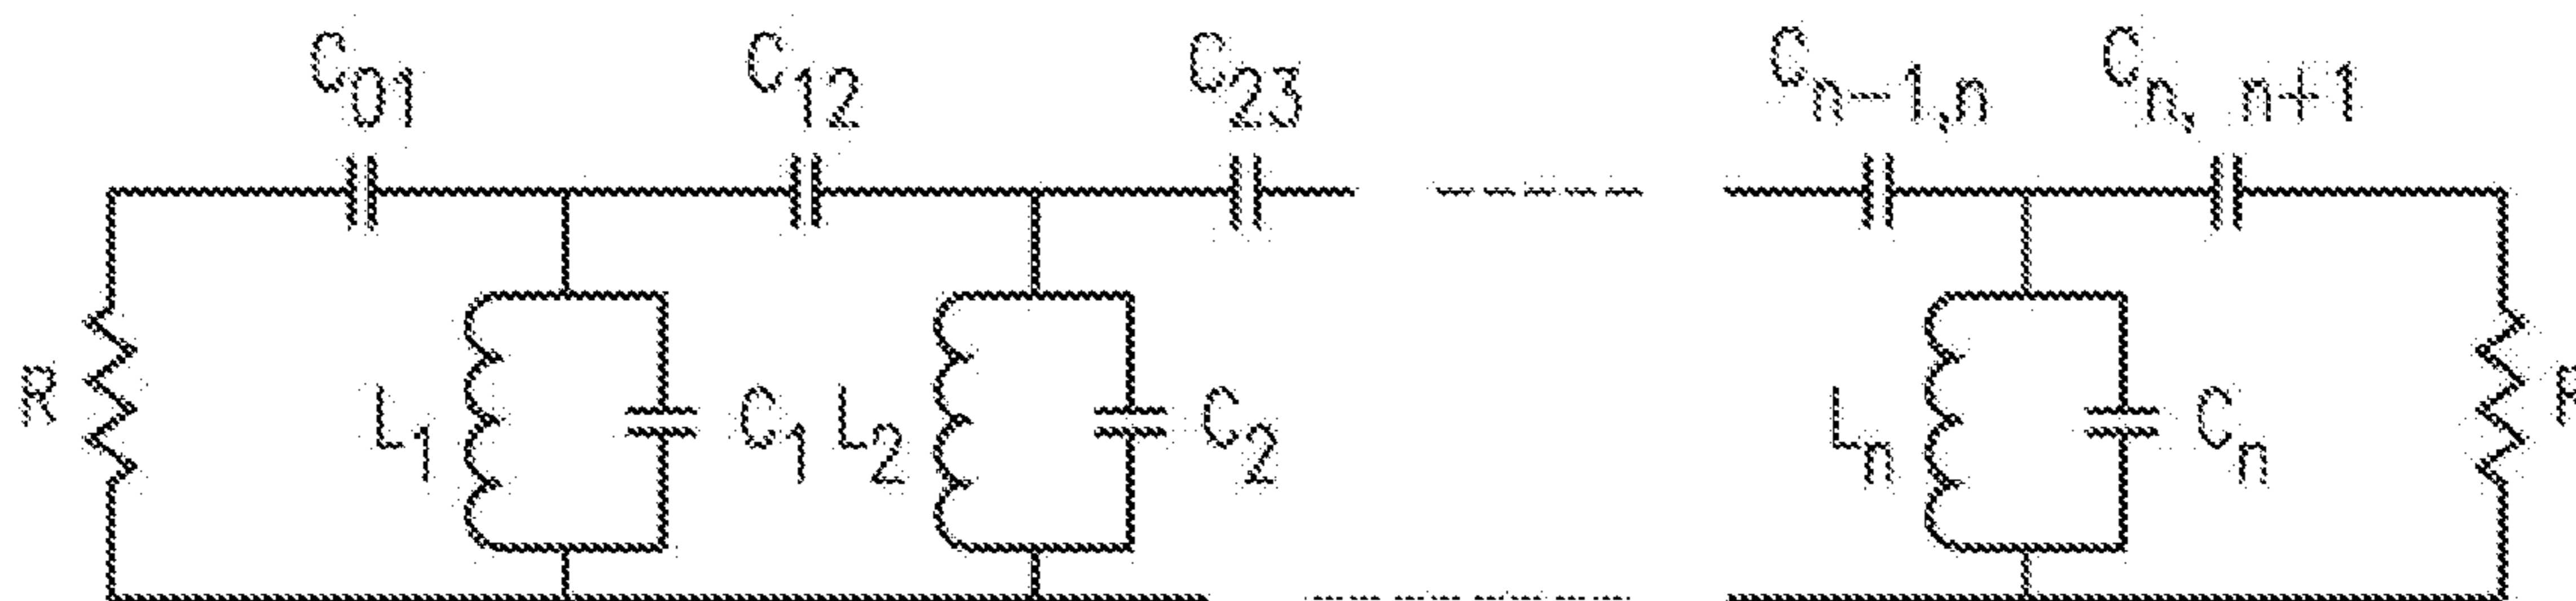 C01 C12 C23 Cn-1,n Cn, n+1
R L1 C1 L2 C2 Ln Cn R